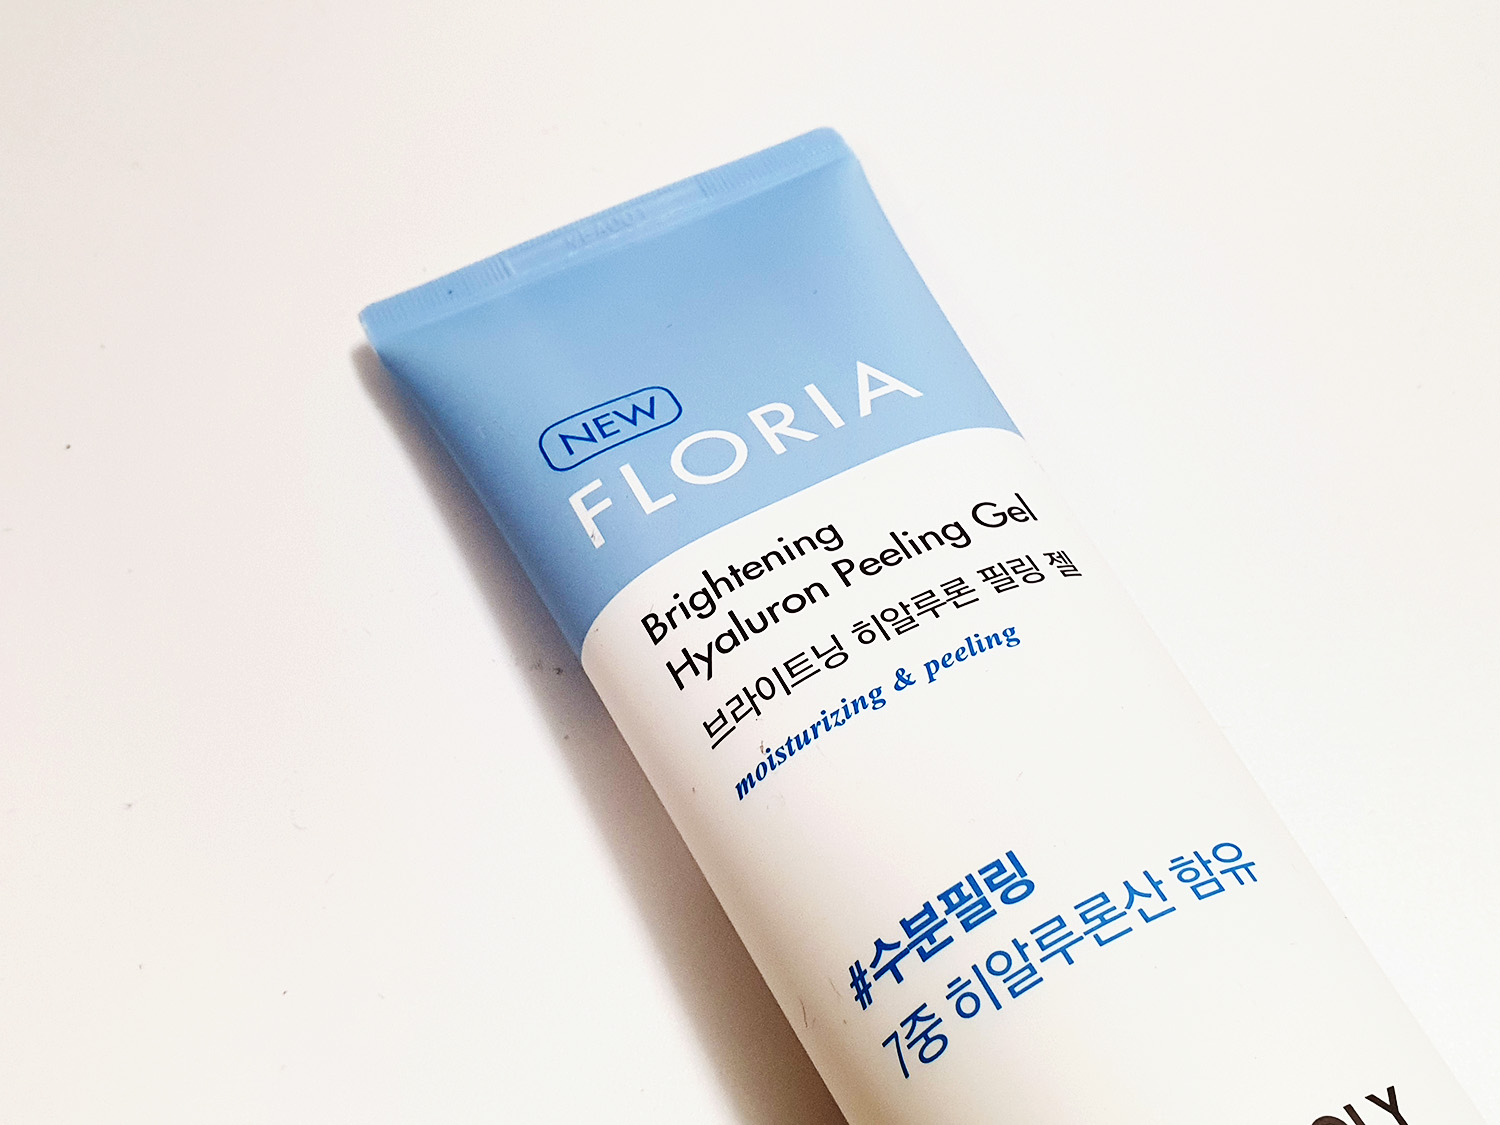 NEW
FLORIA
Brightening
Hyaluron Peeling Gel
브라이트닝 히알루론 필링 젤
moisturizing & peeling
#수분필링
7중 히알루론산 함유